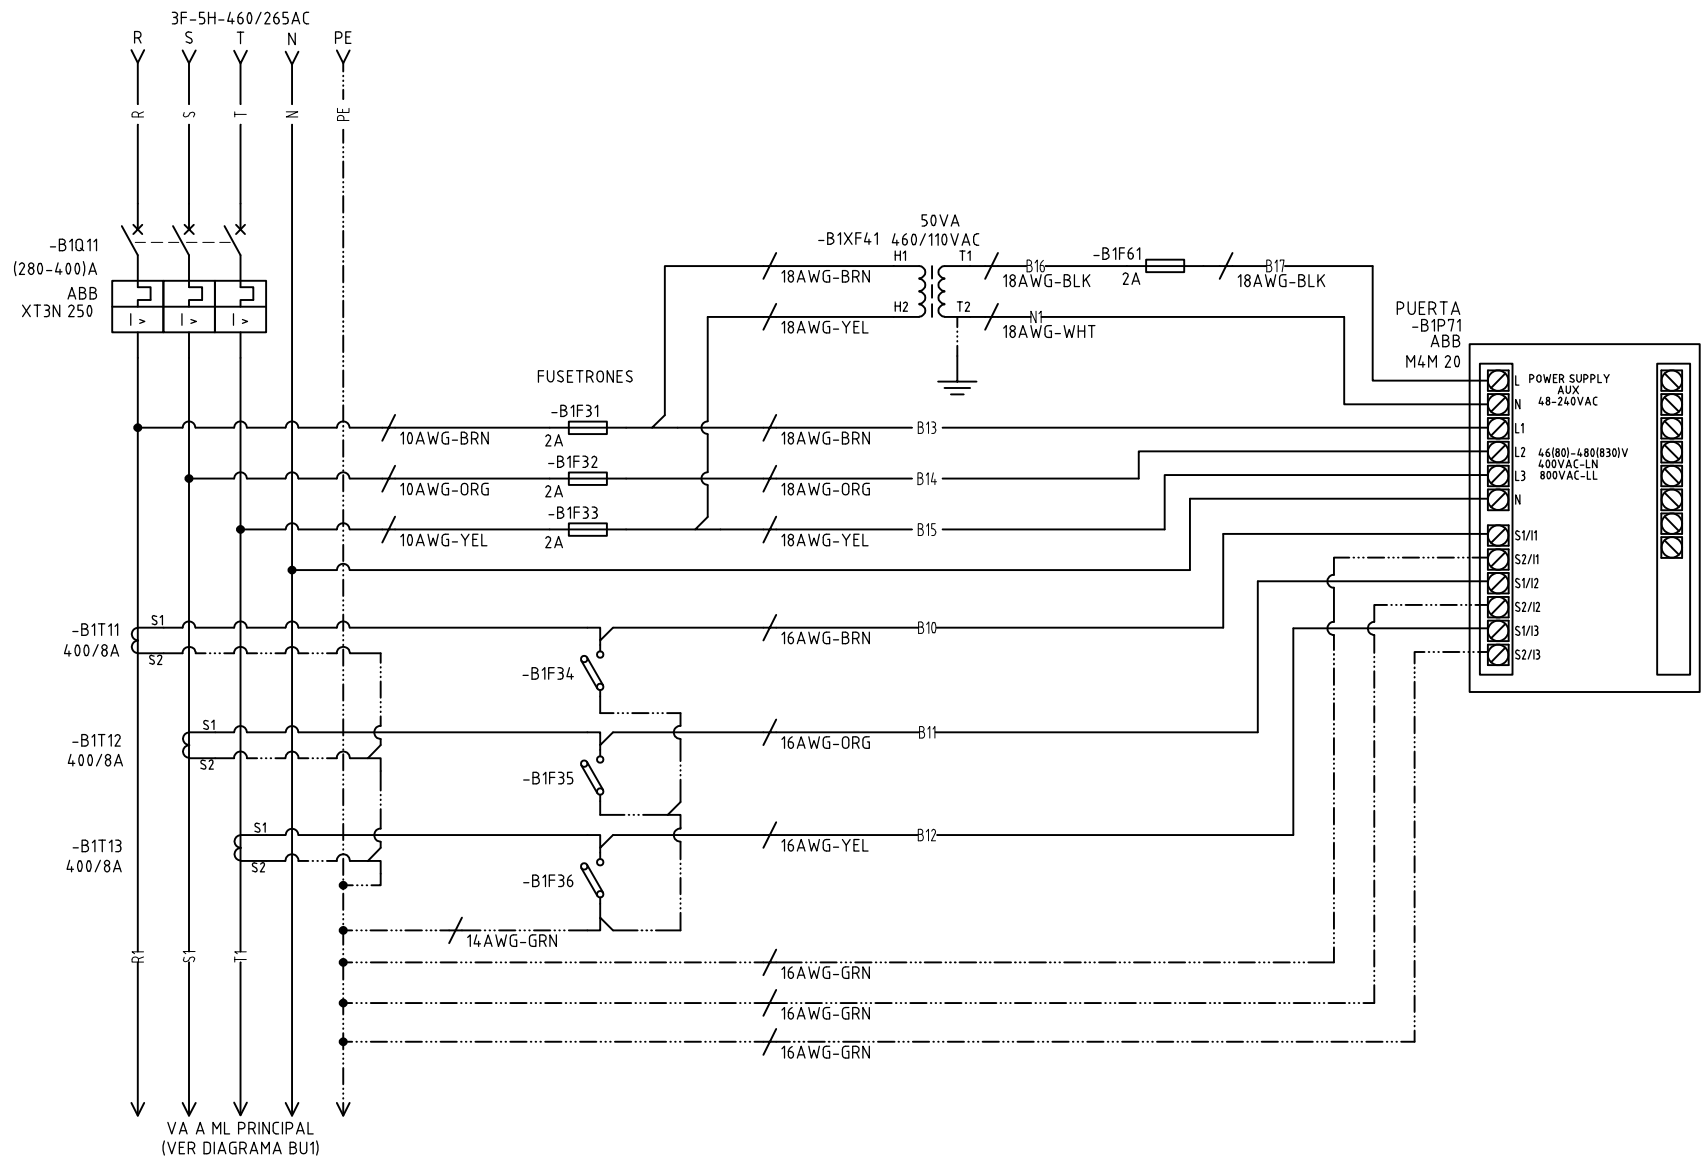 3F-5H-460/265AC
R S T N PE
R S T N PE
-B1Q11
(280-400)A
ABB
XT3N 250
I > I > I >
50VA
-B1XF41 460/110VAC
H1 T1
18AWG-BRN
B16
18AWG-BLK
-B1F61
2A
B17
18AWG-BLK
H2 T2
18AWG-YEL
N1
18AWG-WHT
PUERTA
-B1P71
ABB
M4M 20
FUSETRONES
L POWER SUPPLY
AUX
N 48-240VAC
-B1F31
10AWG-BRN 2A 18AWG-BRN B13 L1
-B1F32
10AWG-ORG 2A 18AWG-ORG B14 L2
46(80)-480(830)V
400VAC-LN
L3 800VAC-LL
-B1F33
10AWG-YEL 2A 18AWG-YEL B15 N
S1/I1
S2/I1
S1/I2
S2/I2
S1/I3
S2/I3
-B1T11
400/8A
S1
S2
16AWG-BRN B10
-B1F34
-B1T12
400/8A
S1
S2
16AWG-ORG B11
-B1F35
-B1T13
400/8A
S1
S2
16AWG-YEL B12
-B1F36
14AWG-GRN
R1 S1 T1
16AWG-GRN
16AWG-GRN
16AWG-GRN
VA A ML PRINCIPAL
(VER DIAGRAMA BU1)